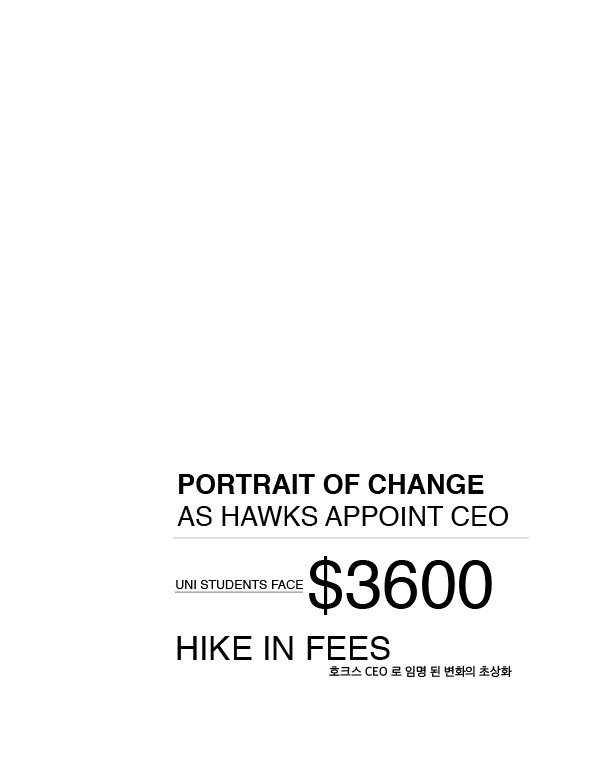 PORTRAIT OF CHANGE
AS HAWKS APPOINT CEO
UNI STUDENTS FACE $3600
HIKE IN FEES
호크스 CEO 로 임명 된 변화의 초상화